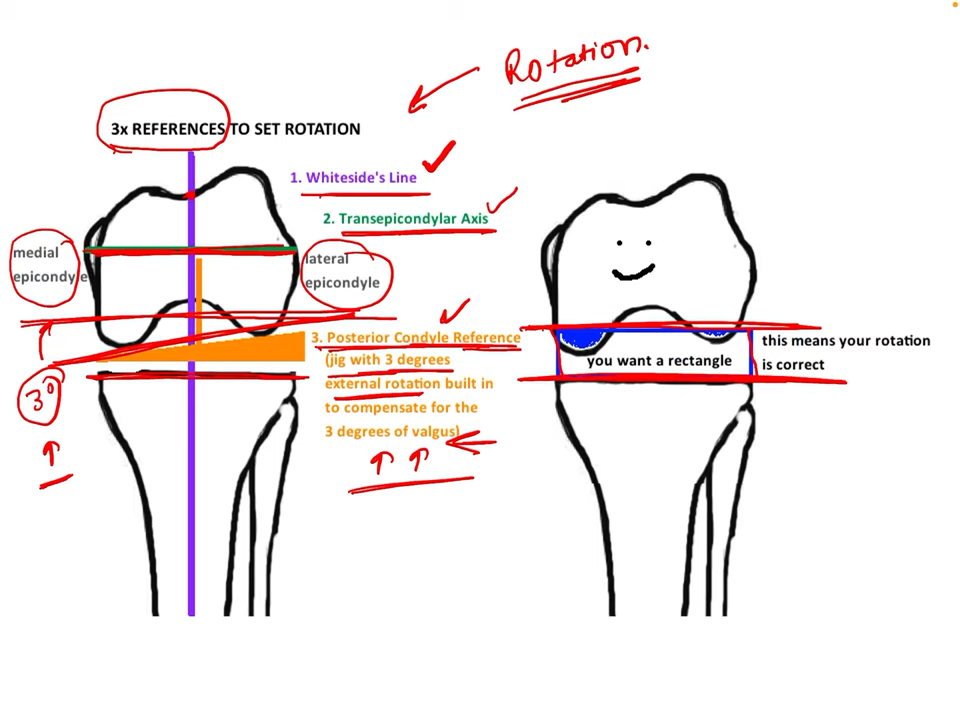 Rotation.
3x REFERENCES TO SET ROTATION
1. Whiteside's Line
2. Transepicondylar Axis
medial
epicondyle
lateral
epicondyle
3. Posterior Condyle Reference
(jig with 3 degrees
external rotation built in
to compensate for the
3 degrees of valgus)
3°
you want a rectangle
this means your rotation
is correct